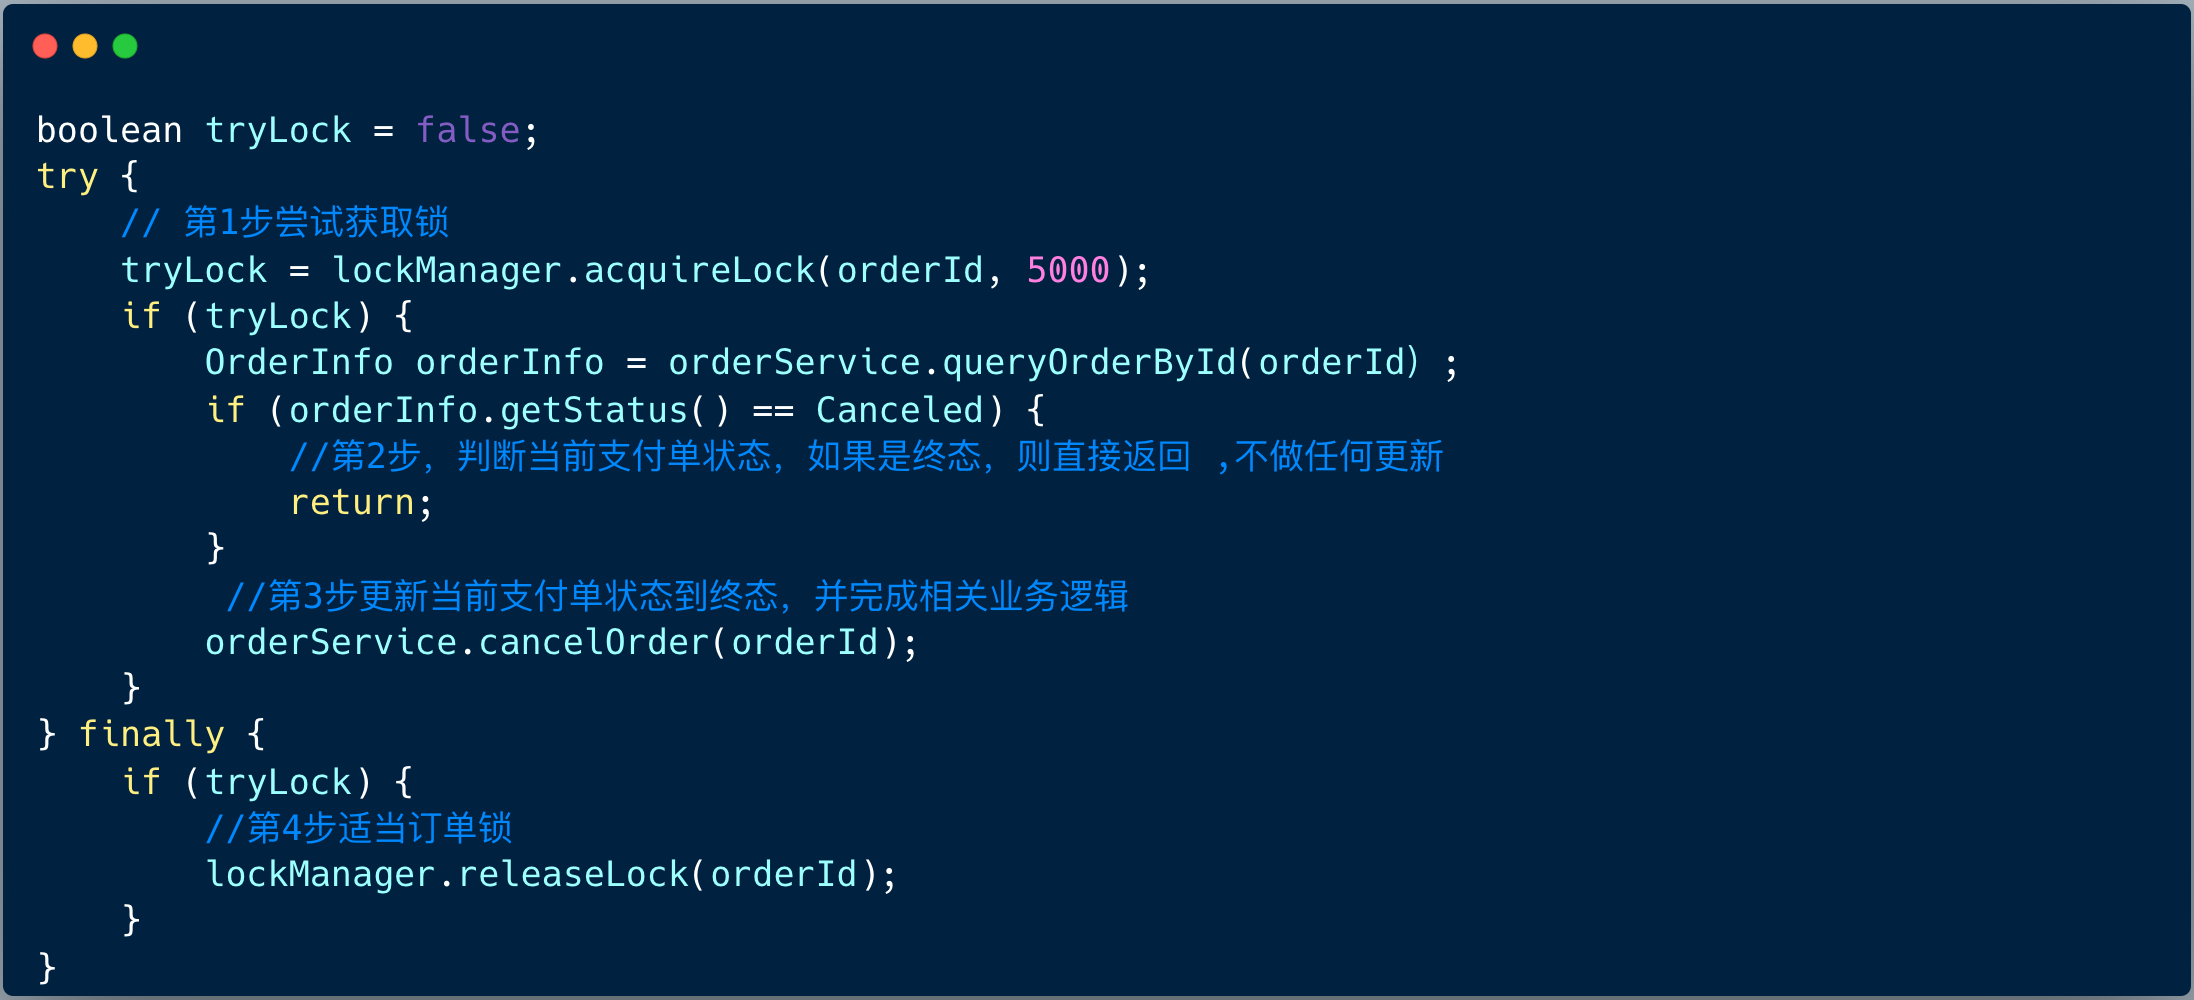 boolean tryLock = false;
try {
    // 第1步尝试获取锁
    tryLock = lockManager.acquireLock(orderId, 5000);
    if (tryLock) {
        OrderInfo orderInfo = orderService.queryOrderById(orderId) ;
        if (orderInfo.getStatus() == Canceled) {
            //第2步，判断当前支付单状态，如果是终态，则直接返回 ,不做任何更新
            return;
        }
         //第3步更新当前支付单状态到终态，并完成相关业务逻辑
        orderService.cancelOrder(orderId);
    }
} finally {
    if (tryLock) {
        //第4步适当订单锁
        lockManager.releaseLock(orderId);
    }
}